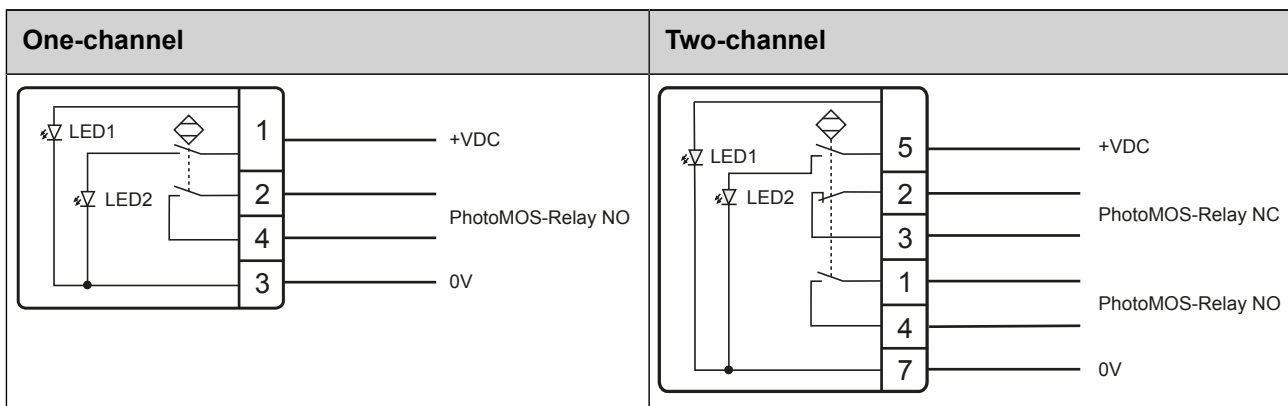 One-channel
Two-channel
LED1
LED2
1
2
4
3
+VDC
PhotoMOS-Relay NO
0V
LED1
LED2
5
2
3
1
4
7
+VDC
PhotoMOS-Relay NC
PhotoMOS-Relay NO
0V